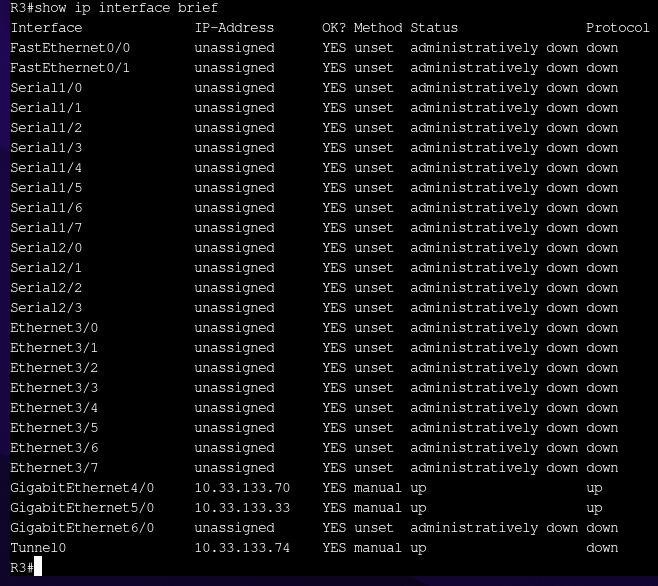 R3#show ip interface brief
Interface IP-Address OK? Method Status Protocol
FastEthernet0/0 unassigned YES unset administratively down down
FastEthernet0/1 unassigned YES unset administratively down down
Serial1/0 unassigned YES unset administratively down down
Serial1/1 unassigned YES unset administratively down down
Serial1/2 unassigned YES unset administratively down down
Serial1/3 unassigned YES unset administratively down down
Serial1/4 unassigned YES unset administratively down down
Serial1/5 unassigned YES unset administratively down down
Serial1/6 unassigned YES unset administratively down down
Serial1/7 unassigned YES unset administratively down down
Serial2/0 unassigned YES unset administratively down down
Serial2/1 unassigned YES unset administratively down down
Serial2/2 unassigned YES unset administratively down down
Serial2/3 unassigned YES unset administratively down down
Ethernet3/0 unassigned YES unset administratively down down
Ethernet3/1 unassigned YES unset administratively down down
Ethernet3/2 unassigned YES unset administratively down down
Ethernet3/3 unassigned YES unset administratively down down
Ethernet3/4 unassigned YES unset administratively down down
Ethernet3/5 unassigned YES unset administratively down down
Ethernet3/6 unassigned YES unset administratively down down
Ethernet3/7 unassigned YES unset administratively down down
GigabitEthernet4/0 10.33.133.70 YES manual up up
GigabitEthernet5/0 10.33.133.33 YES manual up up
GigabitEthernet6/0 unassigned YES unset administratively down down
Tunnel0 10.33.133.74 YES manual up down
R3#